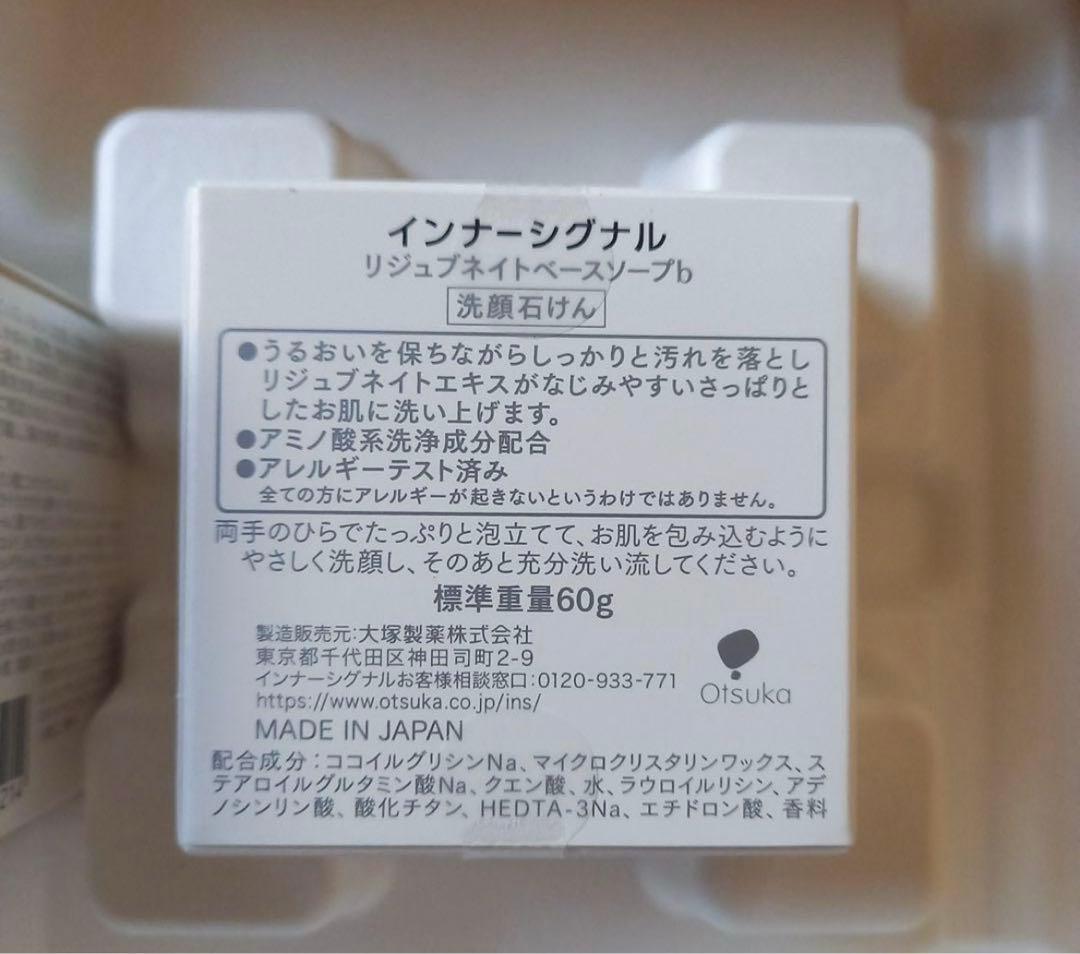 インナーシグナル
リジュブネイトベースソープb
洗顔石けん
●うるおいを保ちながらしっかりと汚れを落とし
リジュブネイトエキスがなじみやすいさっぱりと
したお肌に洗い上げます。
●アミノ酸系洗浄成分配合
●アレルギーテスト済み
全ての方にアレルギーが起きないというわけではありません。
両手のひらでたっぷりと泡立てて、お肌を包み込むように
やさしく洗顔し、そのあと充分洗い流してください。
標準重量60g
製造販売元:大塚製薬株式会社
東京都千代田区神田司町2-9
インナーシグナルお客様相談窓口:0120-933-771
https://www.otsuka.co.jp/ins/
MADE IN JAPAN
Otsuka
配合成分：ココイルグリシンNa、マイクロクリスタリンワックス、ス
テアロイルグルタミン酸Na、クエン酸、水、ラウロイルリシン、アデ
ノシンリン酸、酸化チタン、HEDTA-3Na、エチドロン酸、香料